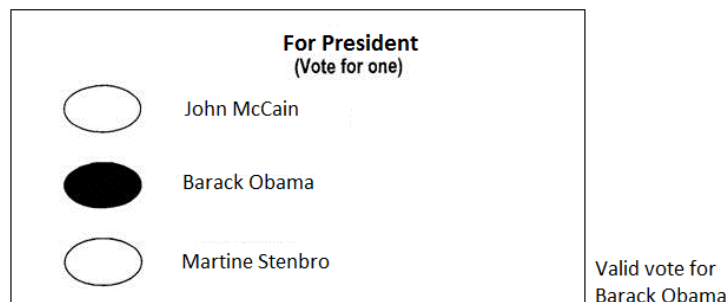 For President
(Vote for one)
John McCain
Barack Obama
Martine Stenbro
Valid vote for
Barack Obama